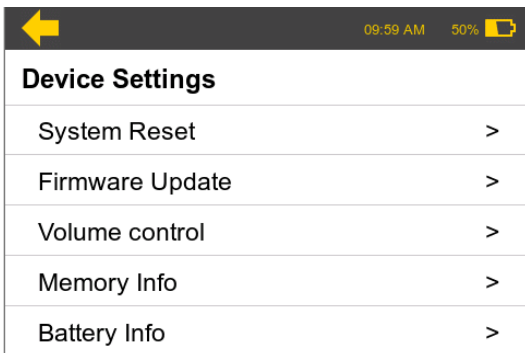 09:59 AM 50%
Device Settings
System Reset >
Firmware Update >
Volume control >
Memory Info >
Battery Info >